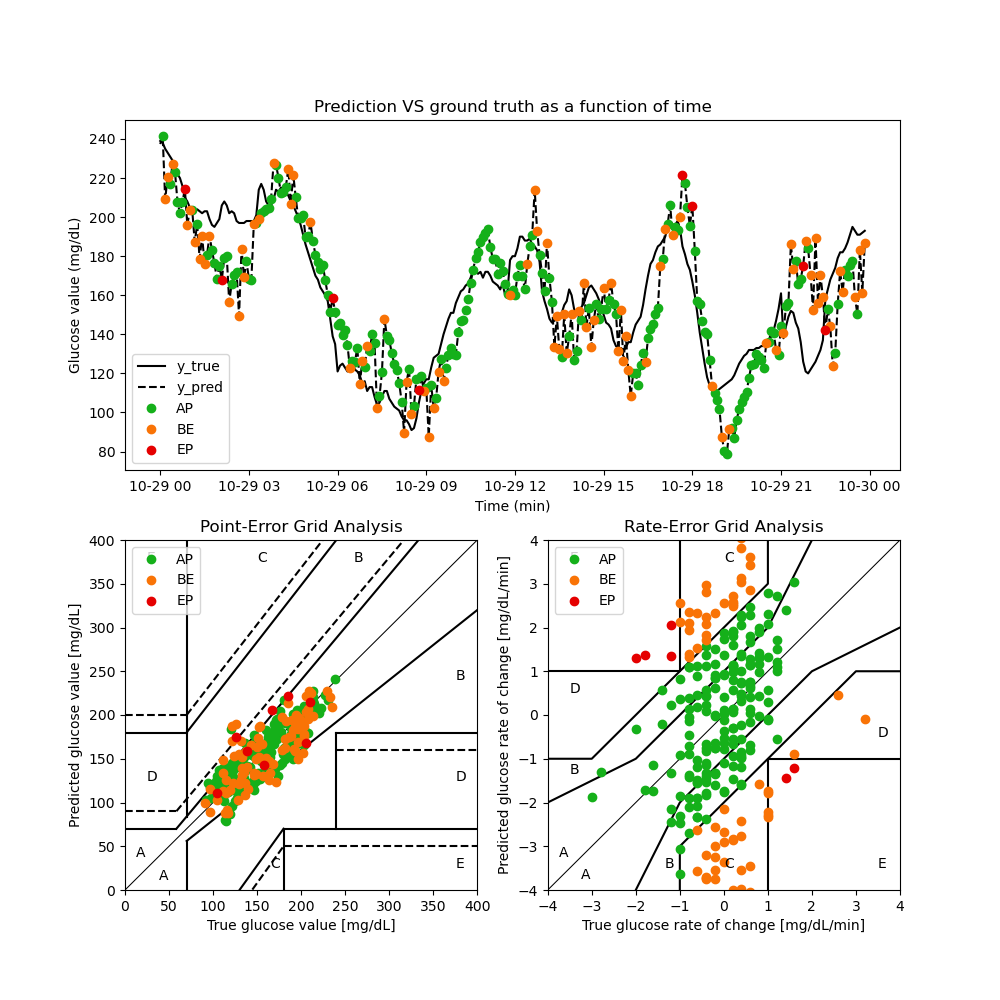 Prediction VS ground truth as a function of time
Glucose value (mg/dL)
240
220
200
180
160
140
120
100
80
y_true
y_pred
AP
BE
EP
10-29 00 10-29 03 10-29 06 10-29 09 10-29 12 10-29 15 10-29 18 10-29 21 10-30 00
Time (min)
Point-Error Grid Analysis
Predicted glucose value [mg/dL]
400
350
300
250
200
150
100
50
0
AP
BE
EP
C
B
B
D
D
A
A
C
E
0 50 100 150 200 250 300 350 400
True glucose value [mg/dL]
Rate-Error Grid Analysis
Predicted glucose rate of change [mg/dL/min]
4
3
2
1
0
−1
−2
−3
−4
AP
BE
EP
C
D
D
B
A
A
B
C
E
−4 −3 −2 −1 0 1 2 3 4
True glucose rate of change [mg/dL/min]